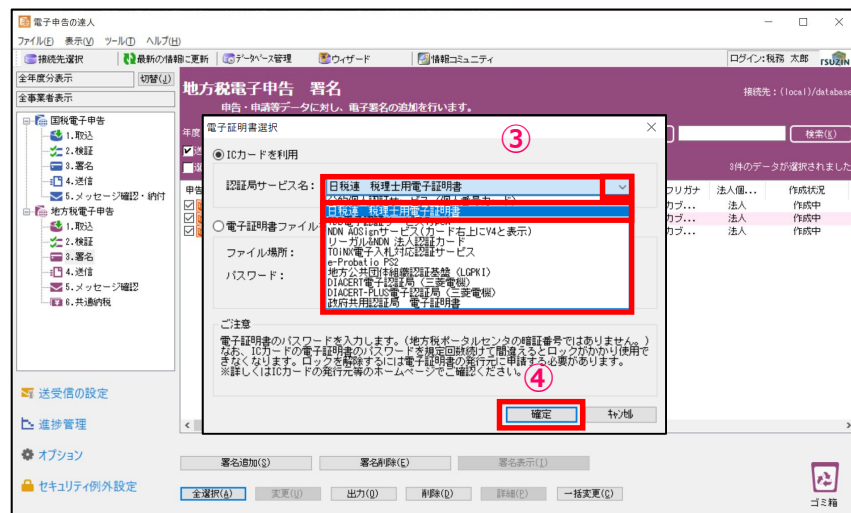 電子申告の達人
ファイル(F) 表示(V) ツール(T) ヘルプ(H)
接続先選択 最新の情報に更新 データベース管理 ウィザード 情報コミュニティ ログイン:税務 太郎 TSUZIN
全年度分表示 切替(J)
全事業者表示
地方税電子申告 署名
申告・申請等データに対し、電子署名の追加を行います。
接続先:(local)/database
国税電子申告
1.取込
2.検証
3.署名
4.送信
5.メッセージ確認・納付
地方税電子申告
1.取込
2.検証
3.署名
4.送信
5.メッセージ確認
6.共通納税
年度
検索(K)
3件のデータが選択されました
フリガナ 法人個... 作成状況
カブ... 法人 作成中
カブ... 法人 作成中
カブ... 法人 作成中
電子証明書選択
③
ICカードを利用
認証局サービス名: 日税連 税理士用電子証明書
日税連 税理士用電子証明書
NDN AOSignサービス(カード右上にV4と表示)
リーガル&NDN 法人認証カード
TOiNX電子入札対応認証サービス
e-Probatio PS2
地方公共団体組織認証基盤(LGPKI)
DIACERT電子認証局(三菱電機)
DIACERT-PLUS電子認証局(三菱電機)
政府共用認証局 電子証明書
電子証明書ファイル
ファイル場所:
パスワード:
ご注意
電子証明書のパスワードを入力します。(地方税ポータルセンタの暗証番号ではありません。)
なお、ICカードの電子証明書のパスワードを規定回数続けて間違えるとロックがかかり使用で
きなくなります。ロックを解除するには電子証明書の発行元に申請する必要があります。
※詳しくはICカードの発行元等のホームページでご確認ください。
④
確定 キャンセル
送受信の設定
進捗管理
オプション
セキュリティ例外設定
署名追加(S) 署名削除(E) 署名表示(I)
全選択(A) 変更(U) 出力(O) 削除(D) 詳細(P) 一括変更(C)
ゴミ箱